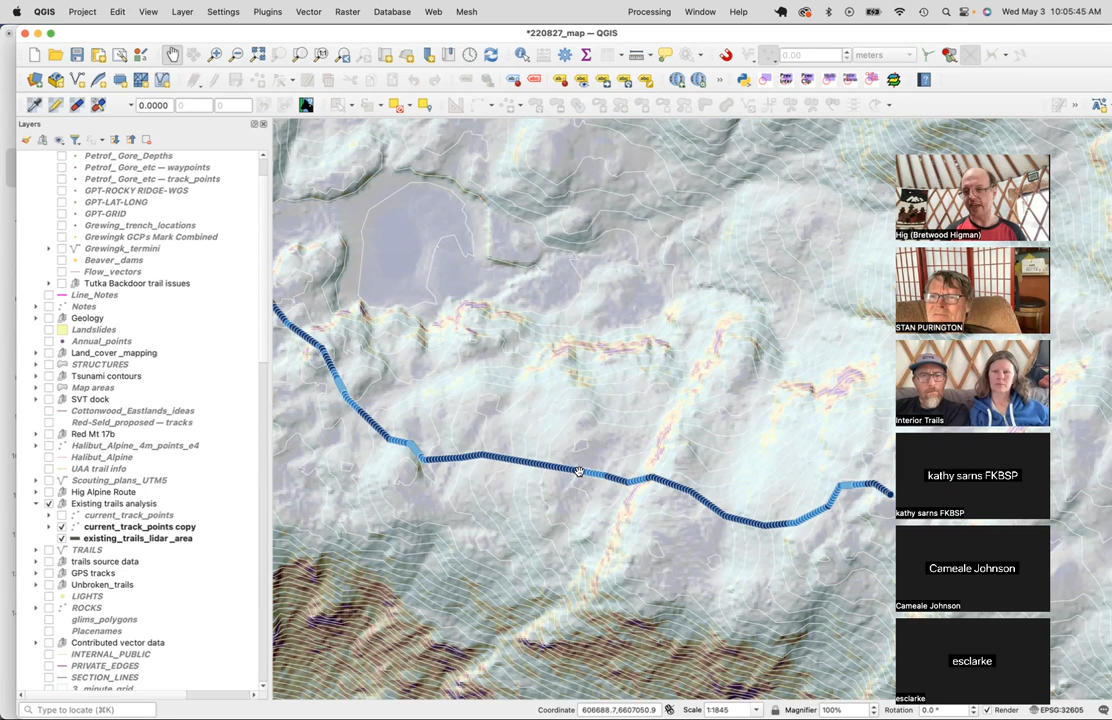 QGIS Project Edit View Layer Settings Plugins Vector Raster Database Web Mesh Processing Window Help Wed May 3 10:05:45 AM
*220827_map — QGIS
0.00 meters
0.0000 0 0
Layers
Petrof_Gore_Depths
Petrof_Gore_etc — waypoints
Petrof_Gore_etc — track_points
GPT-ROCKY RIDGE-WGS
GPT-LAT-LONG
GPT-GRID
Grewing_trench_locations
Grewingk GCPs Mark Combined
Grewingk_termini
Beaver_dams
Flow_vectors
Tutka Backdoor trail issues
Line_Notes
Notes
Geology
Landslides
Annual_points
Land_cover_mapping
STRUCTURES
Tsunami contours
Map areas
SVT dock
Cottonwood_Eastlands_ideas
Red-Seld_proposed — tracks
Red Mt 17b
Halibut_Alpine_4m_points_e4
Halibut_Alpine
UAA trail info
Scouting_plans_UTM5
Hig Alpine Route
Existing trails analysis
current_track_points
current_track_points copy
existing_trails_lidar_area
TRAILS
trails source data
GPS tracks
Unbroken_trails
LIGHTS
ROCKS
glims_polygons
Placenames
Contributed vector data
INTERNAL_PUBLIC
PRIVATE_EDGES
SECTION_LINES
3_minute_grid
Hig (Bretwood Higman)
STAN PURINGTON
Interior Trails
kathy sarns FKBSP
kathy sarns FKBSP
Cameale Johnson
Cameale Johnson
esclarke
esclarke
Type to locate (⌘K) Coordinate 606688.7,6607050.9 Scale 1:1845 Magnifier 100% Rotation 0.0 ° Render EPSG:32605